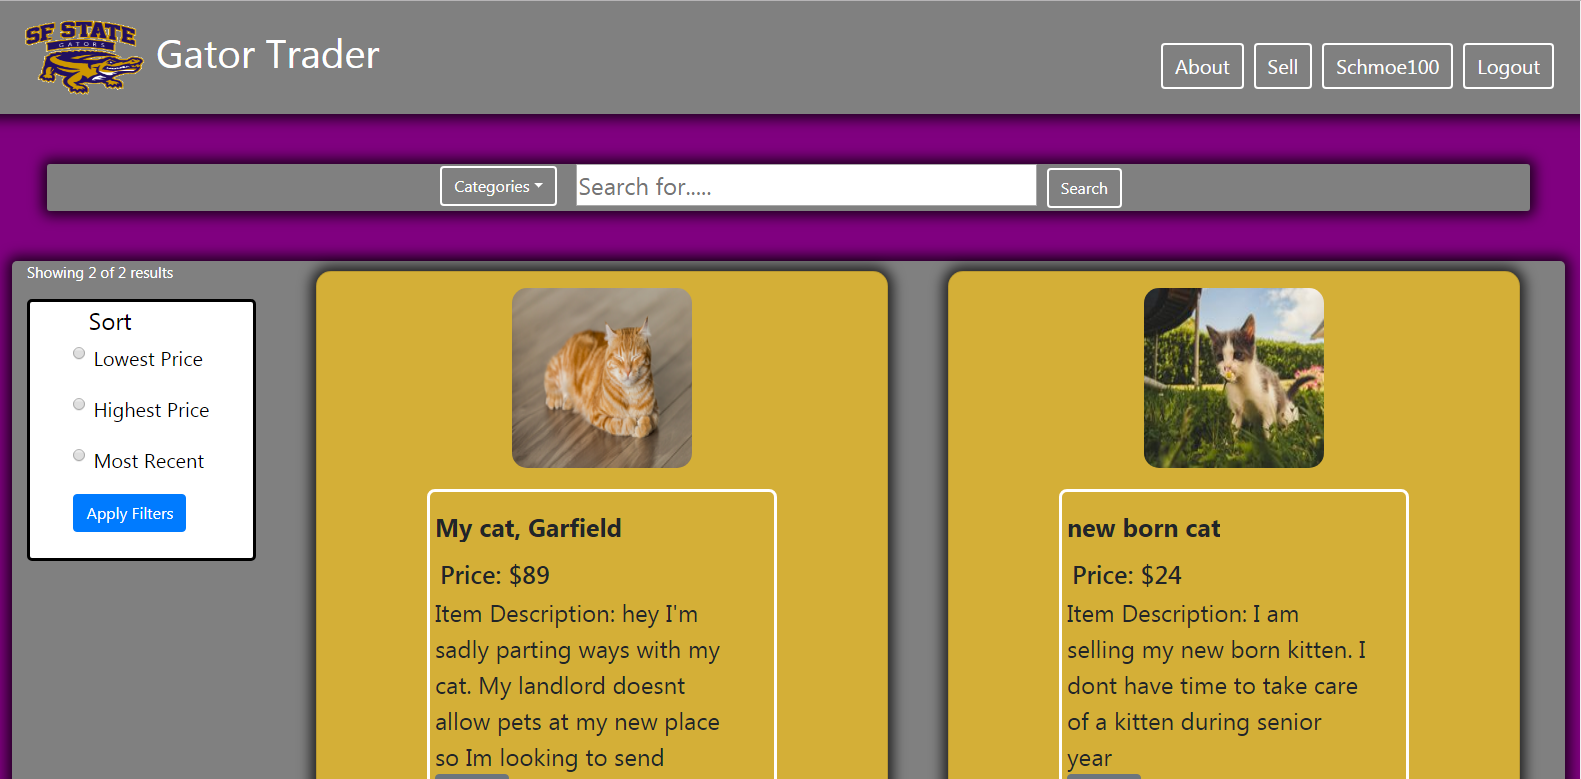 SF STATE
GATORS
Gator Trader
About
Sell
Schmoe100
Logout
Categories
Search for.....
Search
Showing 2 of 2 results
Sort
Lowest Price
Highest Price
Most Recent
Apply Filters
My cat, Garfield
Price: $89
Item Description: hey I'm
sadly parting ways with my
cat. My landlord doesnt
allow pets at my new place
so Im looking to send
new born cat
Price: $24
Item Description: I am
selling my new born kitten. I
dont have time to take care
of a kitten during senior
year